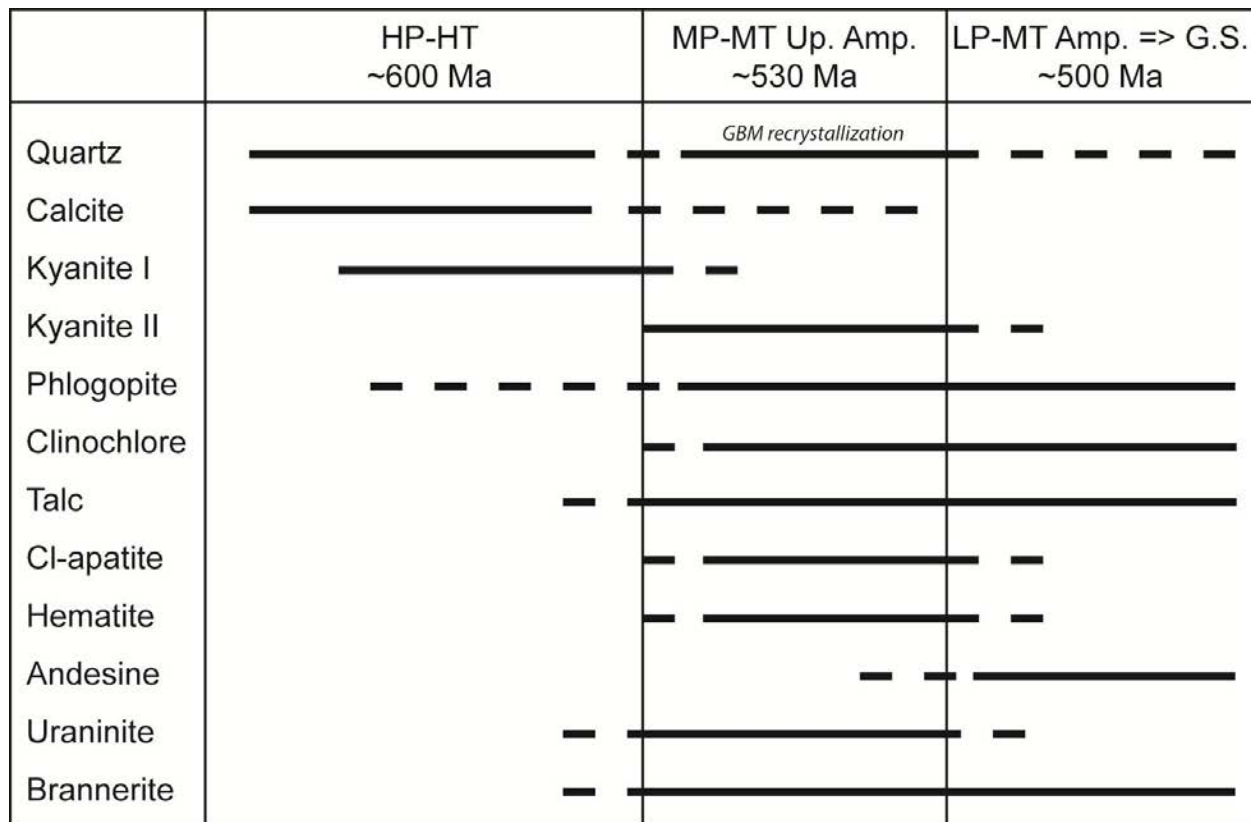 HP-HT
~600 Ma
MP-MT Up. Amp.
~530 Ma
LP-MT Amp. => G.S.
~500 Ma
GBM recrystallization
Quartz
Calcite
Kyanite I
Kyanite II
Phlogopite
Clinochlore
Talc
Cl-apatite
Hematite
Andesine
Uraninite
Brannerite